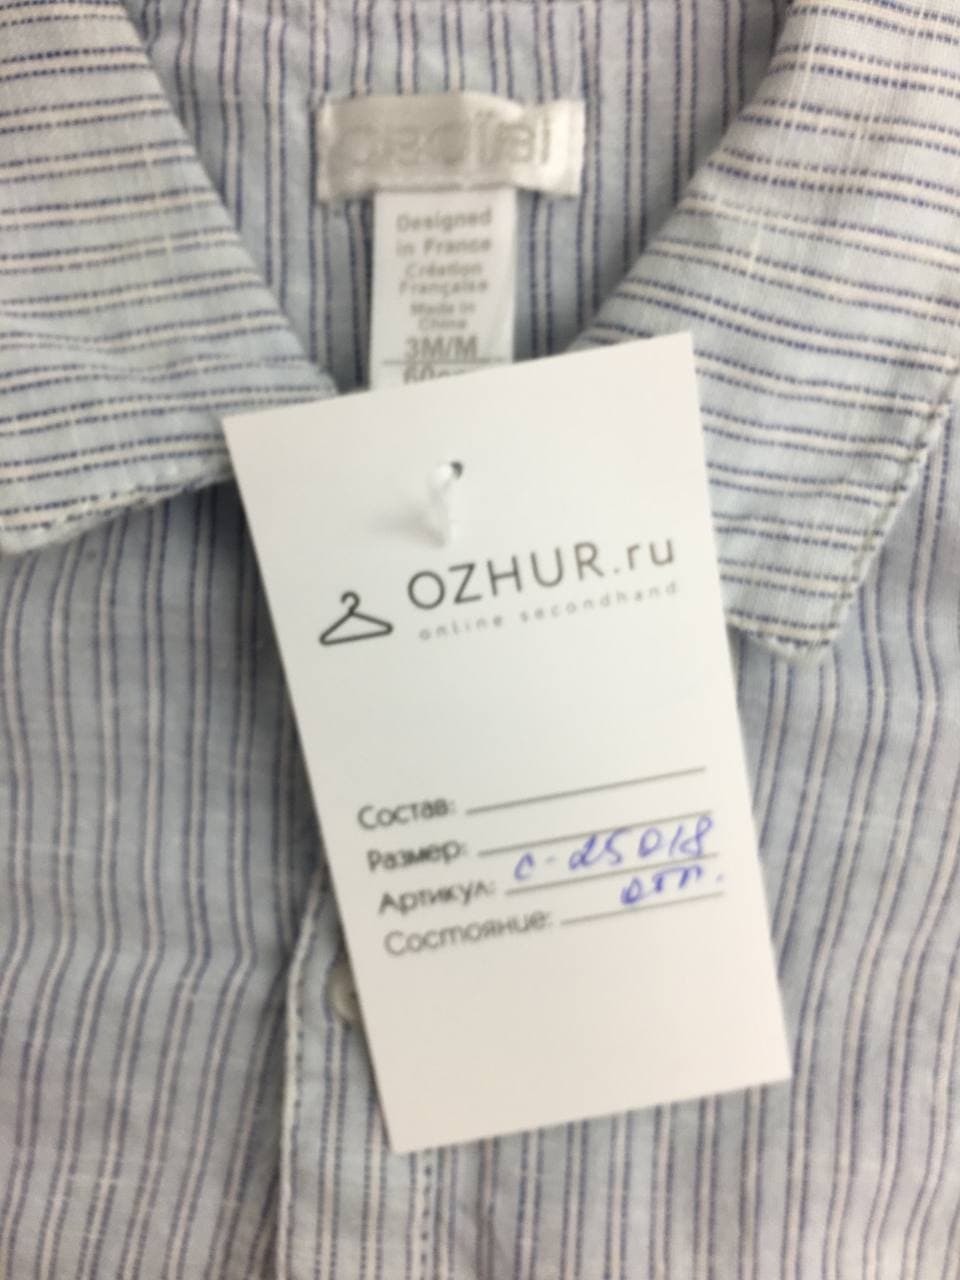 Designed
in France
Création
Française
Made in
China
3M/M
OZHUR.ru
online secondhand
Состав:
Размер:
Артикул: с-25018
Состояние: отл.